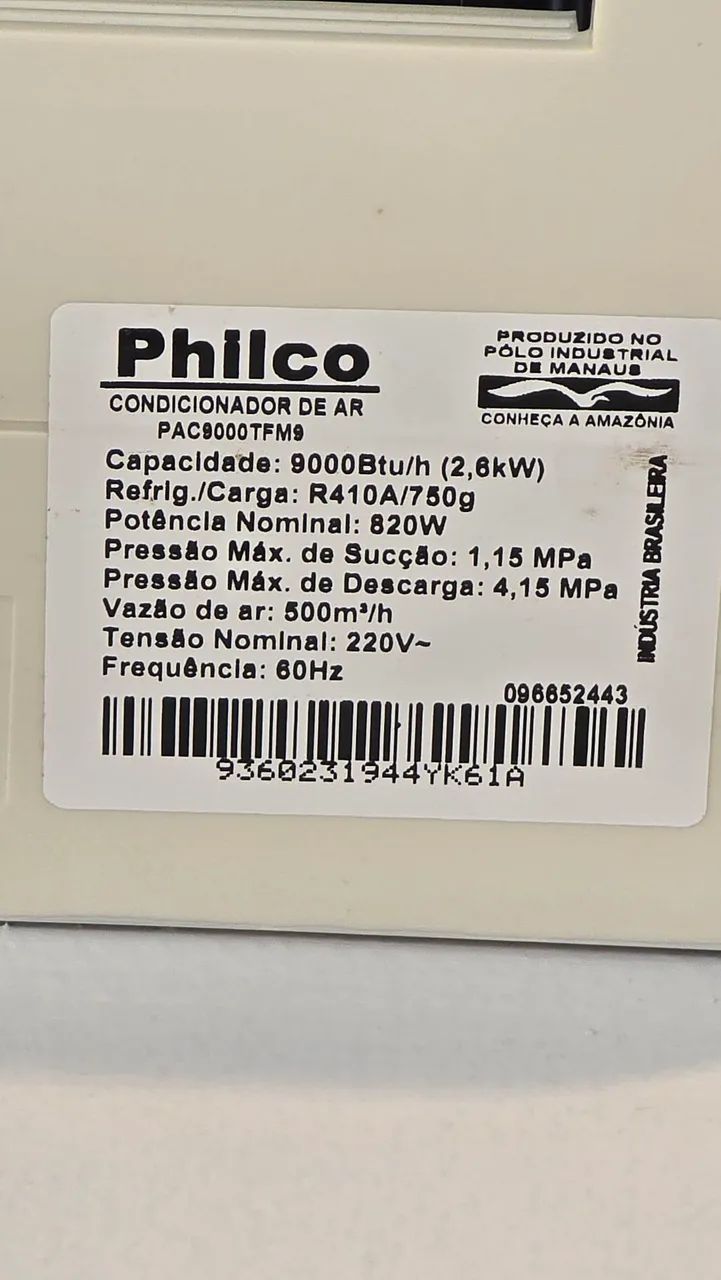 Philco
CONDICIONADOR DE AR
PAC9000TFM9
PRODUZIDO NO
PÓLO INDUSTRIAL
DE MANAUS
CONHEÇA A AMAZÔNIA
Capacidade: 9000Btu/h (2,6kW)
Refrig./Carga: R410A/750g
Potência Nominal: 820W
Pressão Máx. de Sucção: 1,15 MPa
Pressão Máx. de Descarga: 4,15 MPa
Vazão de ar: 500m³/h
Tensão Nominal: 220V~
Frequência: 60Hz
INDÚSTRIA BRASILEIRA
096652443
9360231944YK61A